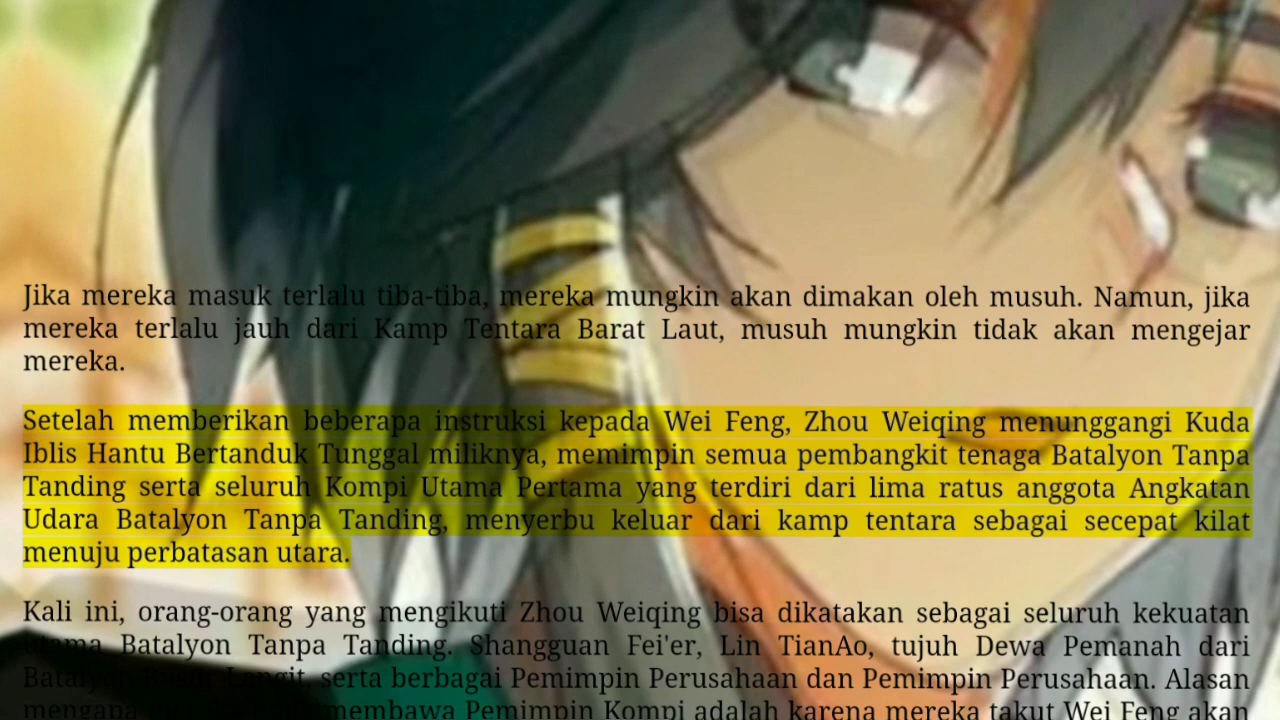 Jika mereka masuk terlalu tiba-tiba, mereka mungkin akan dimakan oleh musuh. Namun, jika
mereka terlalu jauh dari Kamp Tentara Barat Laut, musuh mungkin tidak akan mengejar
mereka.
Setelah memberikan beberapa instruksi kepada Wei Feng, Zhou Weiqing menunggangi Kuda
Iblis Hantu Bertanduk Tunggal miliknya, memimpin semua pembangkit tenaga Batalyon Tanpa
Tanding serta seluruh Kompi Utama Pertama yang terdiri dari lima ratus anggota Angkatan
Udara Batalyon Tanpa Tanding, menyerbu keluar dari kamp tentara sebagai secepat kilat
menuju perbatasan utara.
Kali ini, orang-orang yang mengikuti Zhou Weiqing bisa dikatakan sebagai seluruh kekuatan
utama Batalyon Tanpa Tanding. Shangguan Fei'er, Lin TianAo, tujuh Dewa Pemanah dari
Batalyon Busur Langit, serta berbagai Pemimpin Perusahaan dan Pemimpin Perusahaan. Alasan
mengapa membawa Pemimpin Kompi adalah karena mereka takut Wei Feng akan